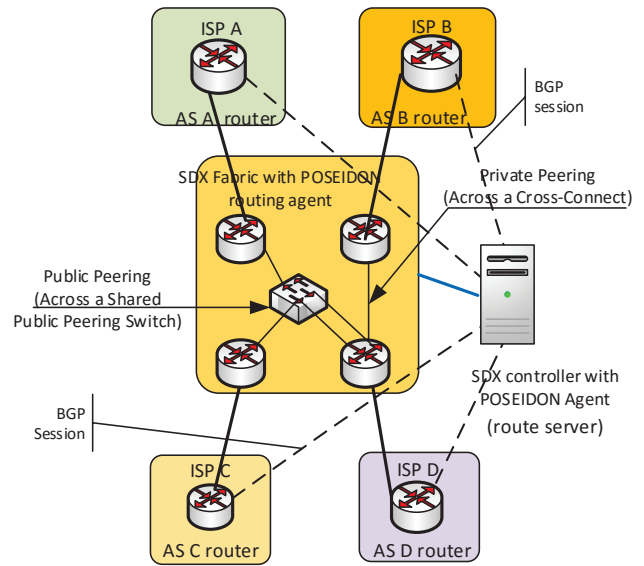 ISP A
AS A router
ISP B
AS B router
BGP
session
SDX Fabric with POSEIDON
routing agent
Private Peering
(Across a Cross-Connect)
Public Peering
(Across a Shared
Public Peering Switch)
SDX controller with
POSEIDON Agent
(route server)
BGP
Session
ISP C
AS C router
ISP D
AS D router